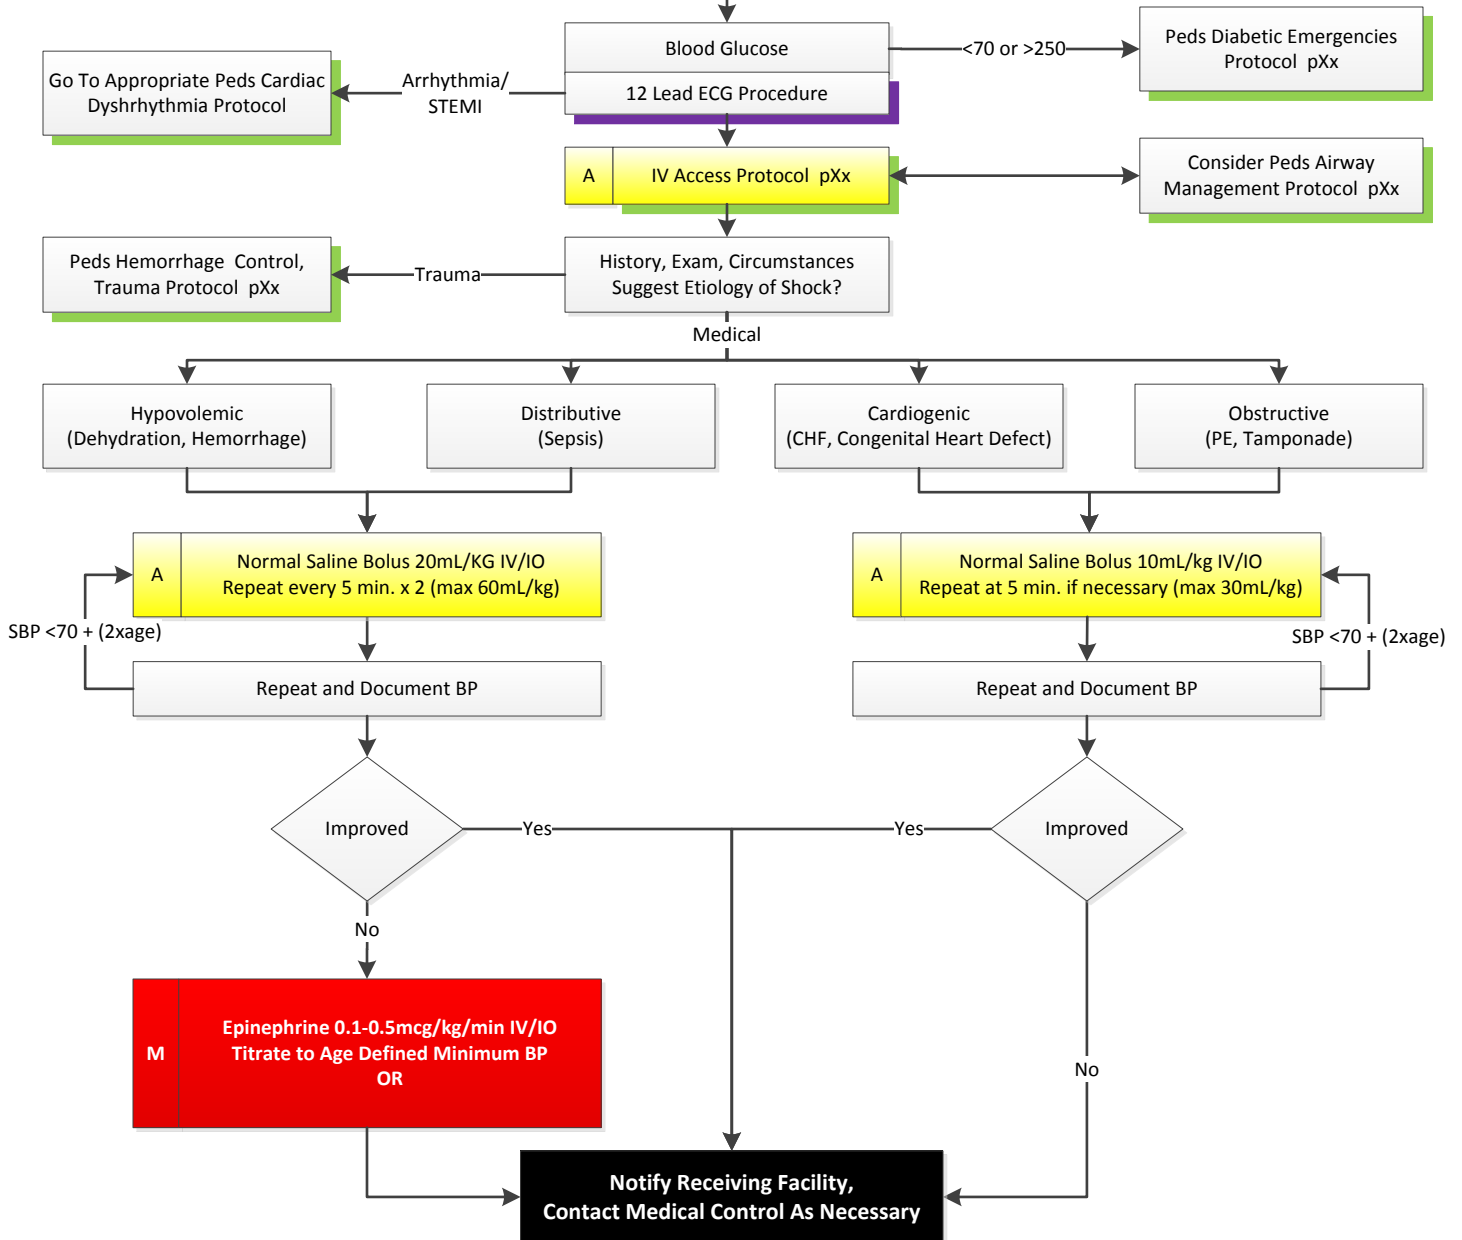 Blood Glucose
<70 or >250
Peds Diabetic Emergencies
Protocol  pXx
Go To Appropriate Peds Cardiac
Dyshrhythmia Protocol
Arrhythmia/
STEMI
12 Lead ECG Procedure
A
IV Access Protocol  pXx
Consider Peds Airway
Management Protocol  pXx
Peds Hemorrhage  Control,
Trauma Protocol  pXx
Trauma
History, Exam, Circumstances
Suggest Etiology of Shock?
Medical
Hypovolemic
(Dehydration, Hemorrhage)
Distributive
(Sepsis)
Cardiogenic
(CHF, Congenital Heart Defect)
Obstructive
(PE, Tamponade)
A
Normal Saline Bolus 20mL/KG IV/IO
Repeat every 5 min. x 2 (max 60mL/kg)
A
Normal Saline Bolus 10mL/kg IV/IO
Repeat at 5 min. if necessary (max 30mL/kg)
SBP <70 + (2xage)
SBP <70 + (2xage)
Repeat and Document BP
Repeat and Document BP
Improved
Yes
Yes
Improved
No
M
Epinephrine 0.1-0.5mcg/kg/min IV/IO
Titrate to Age Defined Minimum BP
OR
No
Notify Receiving Facility,
Contact Medical Control As Necessary